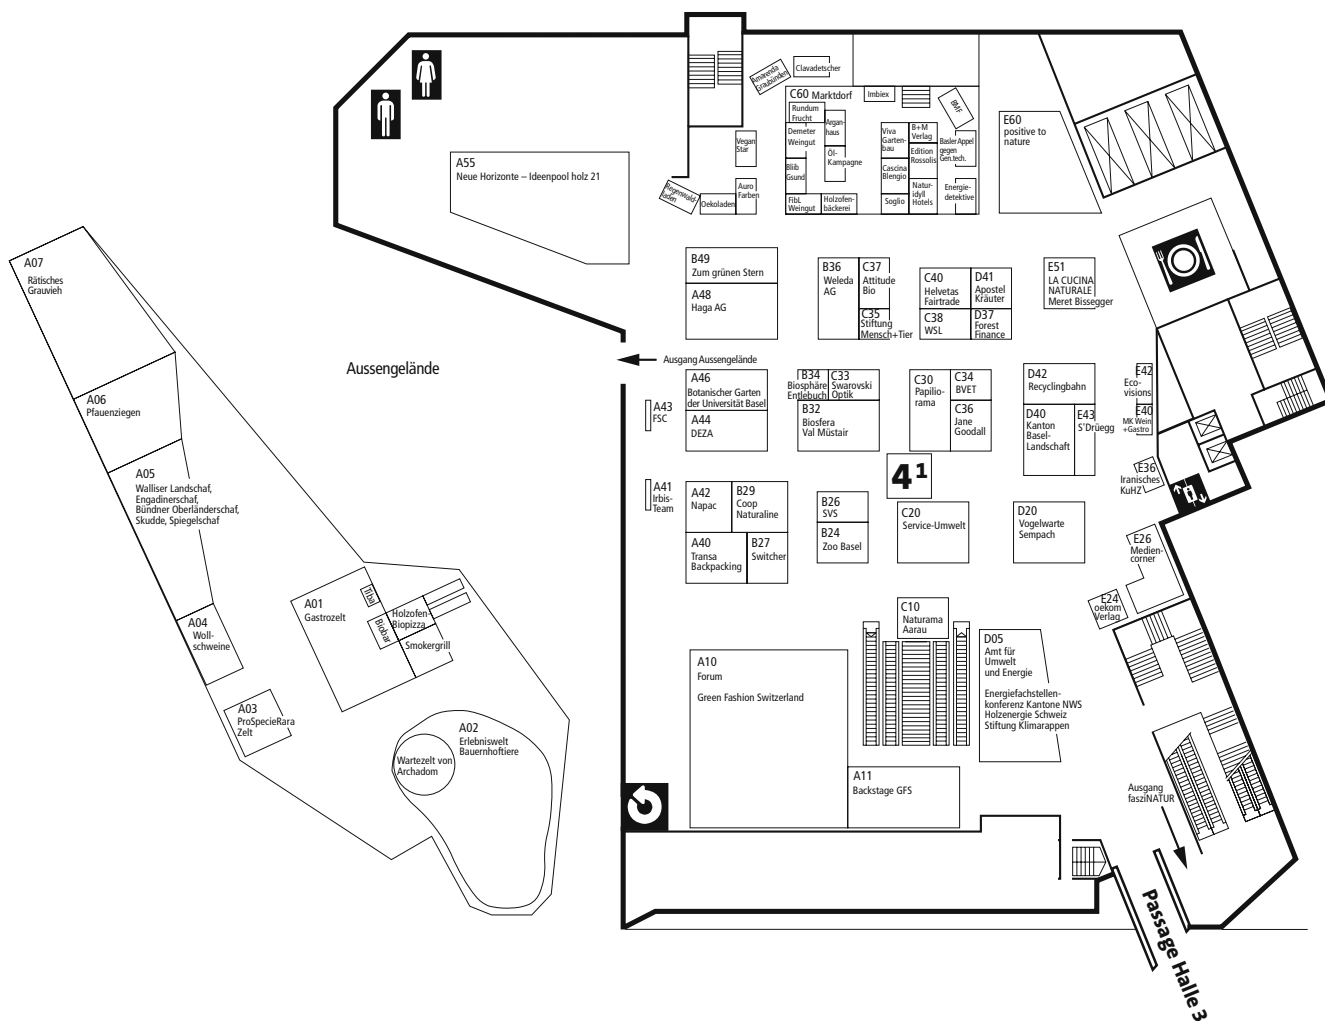 Amarenda
Graubünden
Clavadetscher
C60 Marktdorf
Imbiex
BMF
Rundum
Frucht
Demeter
Weingut
Argan-
haus
Öl-
Kampagne
Bliib
Gsund
FibL
Weingut
Holzofen-
bäckerei
Viva
Garten-
bau
B+M
Verlag
Edition
Rossolis
Cascina
Blengio
Natur-
idyll
Hotels
Soglio
Basler Appel
gegen
Gen.tech.
Energie-
detektive
Vegan
Star
Auro
Farben
Oekoladen
Regenwald-
laden
E60
positive to
nature
A55
Neue Horizonte – Ideenpool holz 21
A07
Rätisches
Grauvieh
A06
Pfauenziegen
A05
Walliser Landschaf,
Engadinerschaf,
Bündner Oberländerschaf,
Skudde, Spiegelschaf
A04
Woll-
schweine
A03
ProSpecieRara
Zelt
A01
Gastrozelt
Tiba
Biobar
Holzofen-
Biopizza
Smokergrill
A02
Erlebniswelt
Bauernhoftiere
Wartezelt von
Archadom
Aussengelände
Ausgang Aussengelände
B49
Zum grünen Stern
A48
Haga AG
B36
Weleda
AG
C37
Attitude
Bio
C35
Stiftung
Mensch+Tier
C40
Helvetas
Fairtrade
D41
Apostel
Kräuter
C38
WSL
D37
Forest
Finance
E51
LA CUCINA
NATURALE
Meret Bissegger
A46
Botanischer Garten
der Universität Basel
A44
DEZA
A43
FSC
B34
Biosphäre
Entlebuch
C33
Swarovski
Optik
B32
Biosfera
Val Müstair
C30
Papilio-
rama
C34
BVET
C36
Jane
Goodall
D42
Recyclingbahn
D40
Kanton
Basel-
Landschaft
E43
S'Drüegg
E42
Eco-
visions
E40
MK Wein
+Gastro
E36
Iranisches
KuHZ
4¹
A41
Irbis-
Team
A42
Napac
B29
Coop
Naturaline
A40
Transa
Backpacking
B27
Switcher
B26
SVS
B24
Zoo Basel
C20
Service-Umwelt
D20
Vogelwarte
Sempach
E26
Medien-
corner
E24
oekom
Verlag
C10
Naturama
Aarau
A10
Forum
Green Fashion Switzerland
A11
Backstage GFS
D05
Amt für
Umwelt
und Energie
Energiefachstellen-
konferenz Kantone NWS
Holzenergie Schweiz
Stiftung Klimarappen
Ausgang
fasziNATUR
Passage Halle 3